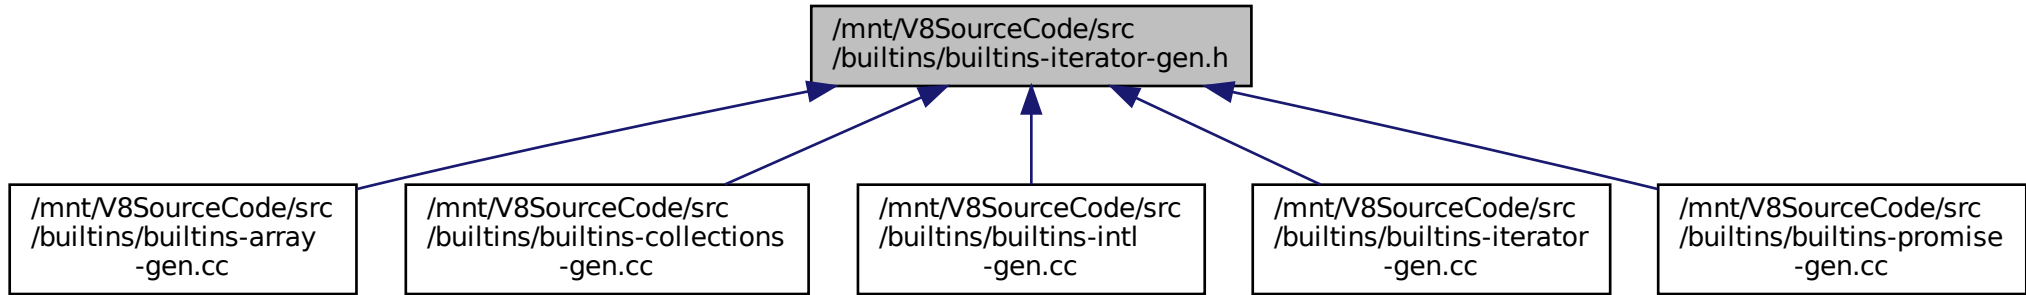 /mnt/V8SourceCode/src
/builtins/builtins-iterator-gen.h
/mnt/V8SourceCode/src
/builtins/builtins-array
-gen.cc
/mnt/V8SourceCode/src
/builtins/builtins-collections
-gen.cc
/mnt/V8SourceCode/src
/builtins/builtins-intl
-gen.cc
/mnt/V8SourceCode/src
/builtins/builtins-iterator
-gen.cc
/mnt/V8SourceCode/src
/builtins/builtins-promise
-gen.cc